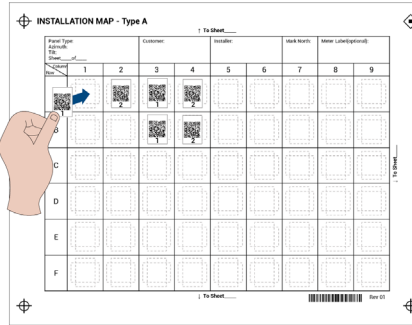 INSTALLATION MAP - Type A
↑ To Sheet____
Panel Type:
Azimuth:
Tilt:
Sheet___of___
Customer:
Installer:
Mark North:
Meter Label(optional):
Column
Row
1 2 3 4 5 6 7 8 9
2 1 2
1
B
1 2
C
D
E
F
→ To Sheet____
↓ To Sheet____
Rev 01